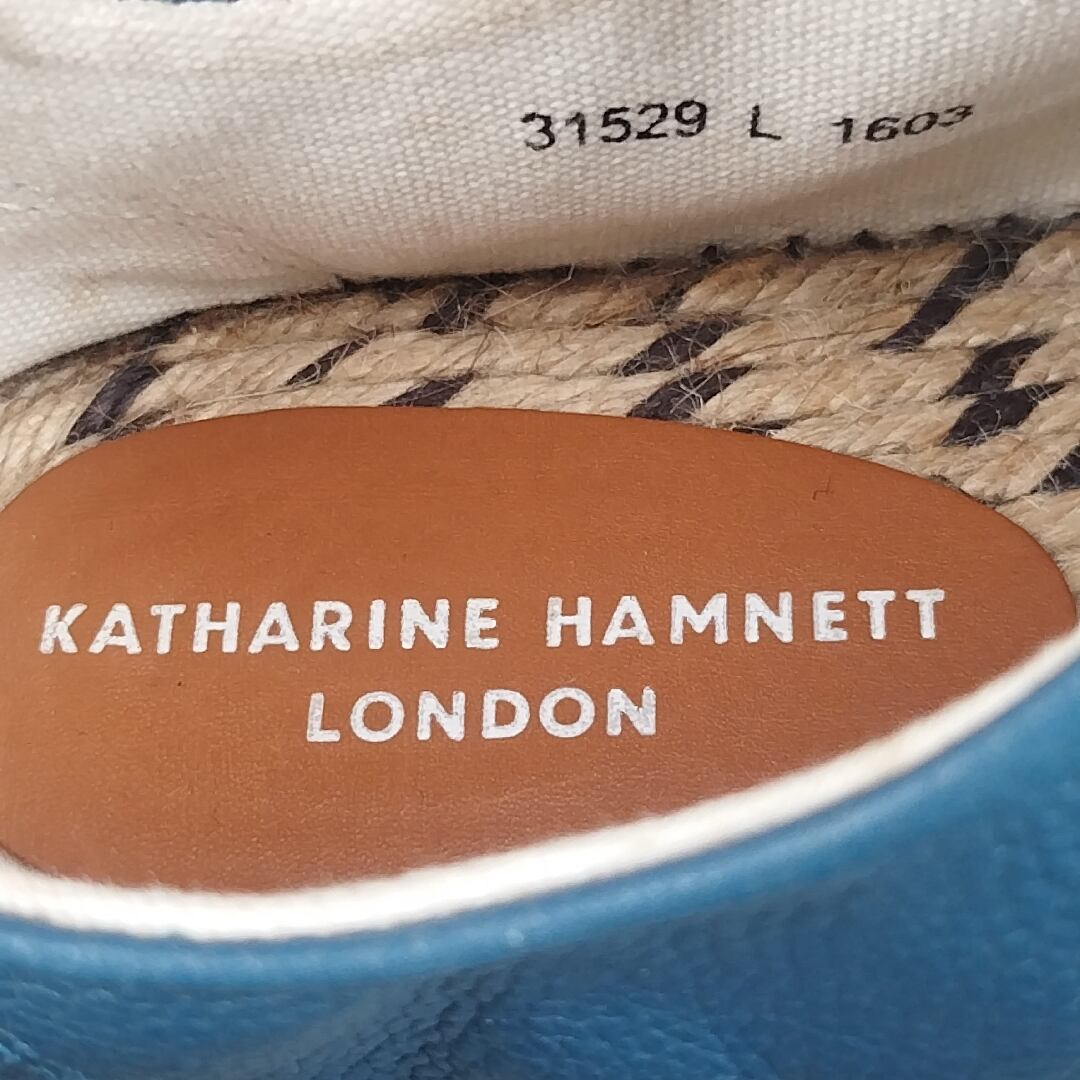 31529 L 1603
KATHARINE HAMNETT
LONDON